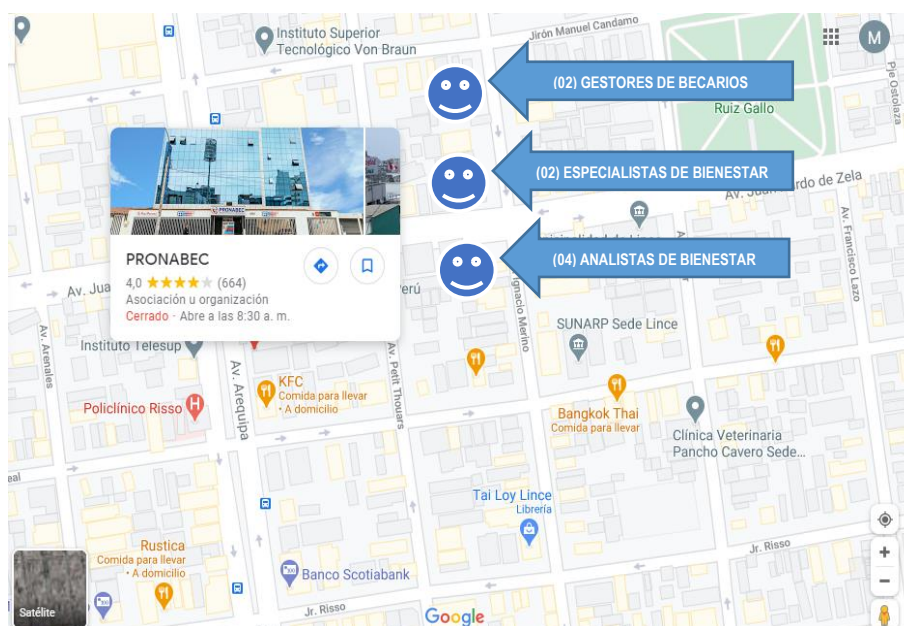 Instituto Superior
Tecnológico Von Braun
Jirón Manuel Candamo
M
Pje Ostolaza
(02) GESTORES DE BECARIOS
Ruiz Gallo
(02) ESPECIALISTAS DE BIENESTAR
do de Zela
PRONABEC
PRONABEC
4,0 ★★★★★ (664)
Asociación u organización
Cerrado · Abre a las 8:30 a. m.
(04) ANALISTAS DE BIENESTAR
Av. Francisco Lazo
Av. Jua
erú
Ignacio Merino
SUNARP Sede Lince
Av. Arenales
Instituto Telesup
Av. Arequipa
Av. Petit Thouars
KFC
Comida para llevar
· A domicilio
Policlínico Risso
H
Bangkok Thai
Comida para llevar
Clínica Veterinaria
Pancho Cavero Sede...
eal
Tai Loy Lince
Librería
Rustica
Comida para llevar
· A domicilio
Banco Scotiabank
Jr. Risso
Jr. Risso
Satélite
Google